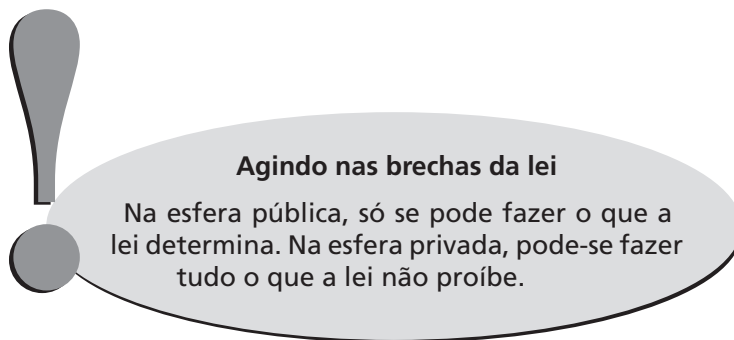 Agindo nas brechas da lei
Na esfera pública, só se pode fazer o que a
lei determina. Na esfera privada, pode-se fazer
tudo o que a lei não proíbe.